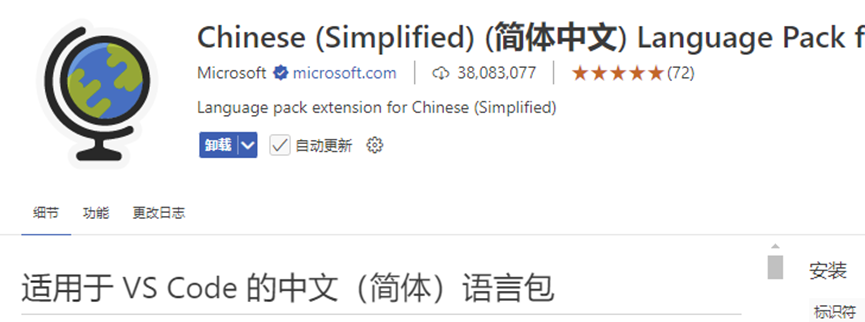 Chinese (Simplified) (简体中文) Language Pack f
Microsoft microsoft.com 38,083,077 (72)
Language pack extension for Chinese (Simplified)
卸载 自动更新
细节 功能 更改日志
适用于 VS Code 的中文（简体）语言包
安装
标识符